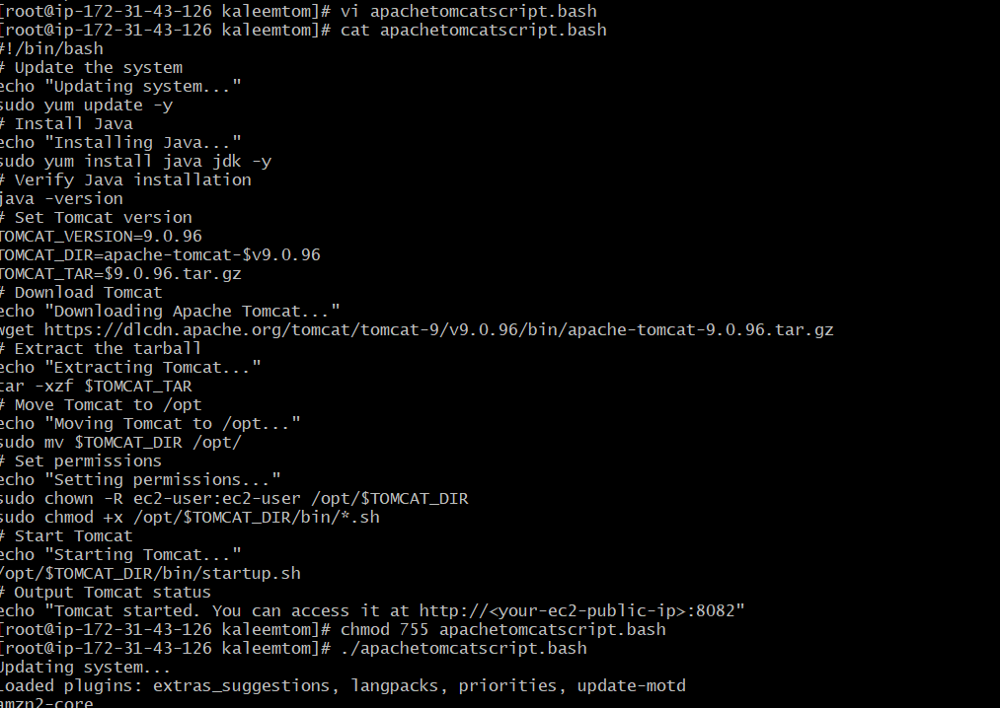 [root@ip-172-31-43-126 kaleemtom]# vi apachetomcatscript.bash
[root@ip-172-31-43-126 kaleemtom]# cat apachetomcatscript.bash
#!/bin/bash
# Update the system
echo "Updating system..."
sudo yum update -y
# Install Java
echo "Installing Java..."
sudo yum install java jdk -y
# Verify Java installation
java -version
# Set Tomcat version
TOMCAT_VERSION=9.0.96
TOMCAT_DIR=apache-tomcat-$v9.0.96
TOMCAT_TAR=$9.0.96.tar.gz
# Download Tomcat
echo "Downloading Apache Tomcat..."
wget https://dlcdn.apache.org/tomcat/tomcat-9/v9.0.96/bin/apache-tomcat-9.0.96.tar.gz
# Extract the tarball
echo "Extracting Tomcat..."
tar -xzf $TOMCAT_TAR
# Move Tomcat to /opt
echo "Moving Tomcat to /opt..."
sudo mv $TOMCAT_DIR /opt/
# Set permissions
echo "Setting permissions..."
sudo chown -R ec2-user:ec2-user /opt/$TOMCAT_DIR
sudo chmod +x /opt/$TOMCAT_DIR/bin/*.sh
# Start Tomcat
echo "Starting Tomcat..."
/opt/$TOMCAT_DIR/bin/startup.sh
# Output Tomcat status
echo "Tomcat started. You can access it at http://<your-ec2-public-ip>:8082"
[root@ip-172-31-43-126 kaleemtom]# chmod 755 apachetomcatscript.bash
[root@ip-172-31-43-126 kaleemtom]# ./apachetomcatscript.bash
Updating system...
Loaded plugins: extras_suggestions, langpacks, priorities, update-motd
amzn2-core